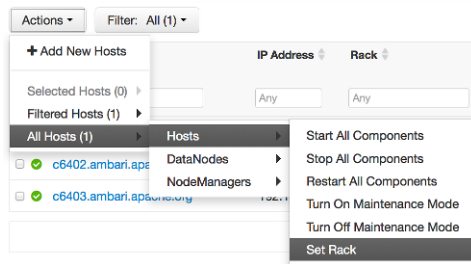 Actions
Filter: All (1)
+ Add New Hosts
IP Address
Rack
Selected Hosts (0)
Filtered Hosts (1)
Any
Any
All Hosts (1)
Hosts
Start All Components
DataNodes
Stop All Components
c6402.ambari.apa
NodeManagers
Restart All Components
c6403.ambari.apache.org
Turn On Maintenance Mode
Turn Off Maintenance Mode
Set Rack